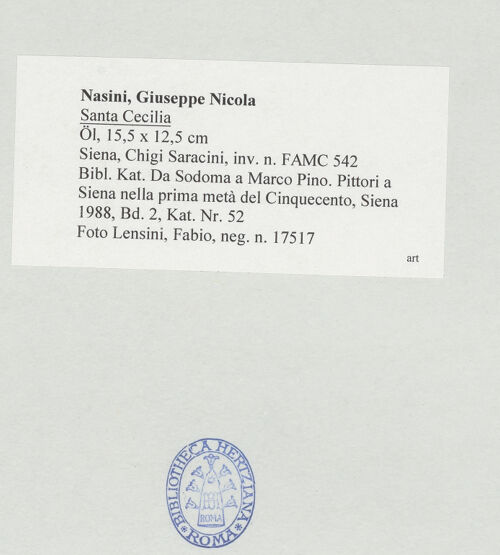 Nasini, Giuseppe Nicola
Santa Cecilia
Öl, 15,5 x 12,5 cm
Siena, Chigi Saracini, inv. n. FAMC 542
Bibl. Kat. Da Sodoma a Marco Pino. Pittori a
Siena nella prima metà del Cinquecento, Siena
1988, Bd. 2, Kat. Nr. 52
Foto Lensini, Fabio, neg. n. 17517
art
*BIBLIOTHECA HERTZIANA*
ROMA
ROMA